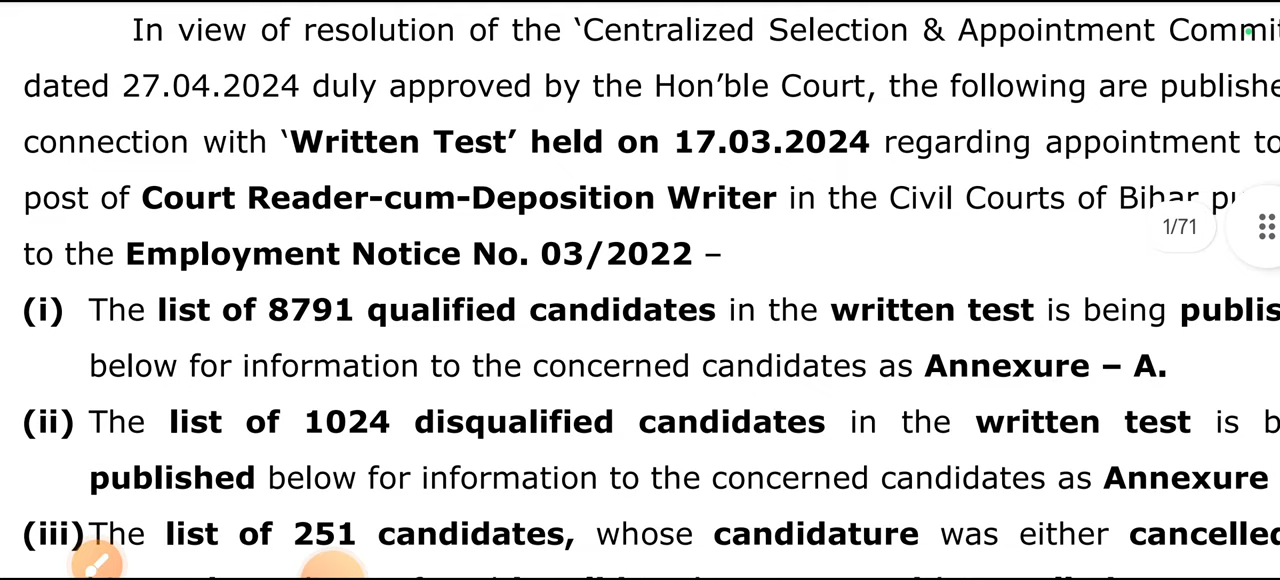 In view of resolution of the ‘Centralized Selection & Appointment Commi
dated 27.04.2024 duly approved by the Hon’ble Court, the following are publishe
connection with ‘Written Test’ held on 17.03.2024 regarding appointment to
post of Court Reader-cum-Deposition Writer in the Civil Courts of Bihar pu
1/71
to the Employment Notice No. 03/2022 –
(i) The list of 8791 qualified candidates in the written test is being publis
below for information to the concerned candidates as Annexure – A.
(ii) The list of 1024 disqualified candidates in the written test is b
published below for information to the concerned candidates as Annexure
(iii) The list of 251 candidates, whose candidature was either cancelled